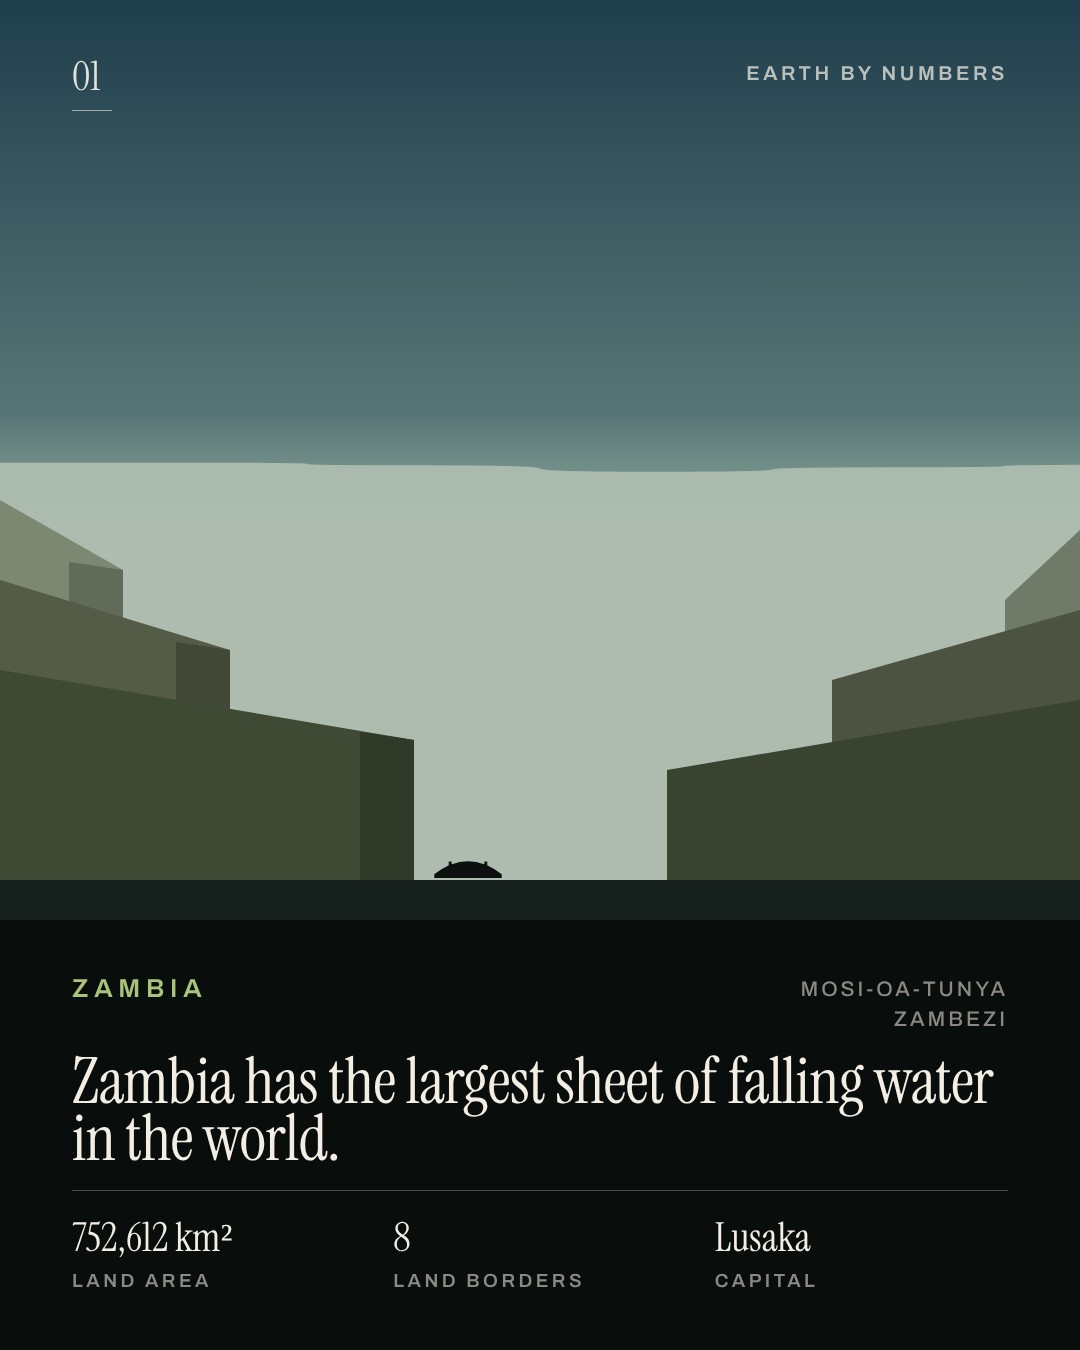 01
EARTH BY NUMBERS
ZAMBIA
MOSI-OA-TUNYA
ZAMBEZI
Zambia has the largest sheet of falling water
in the world.
752,612 km²
8
Lusaka
LAND AREA
LAND BORDERS
CAPITAL